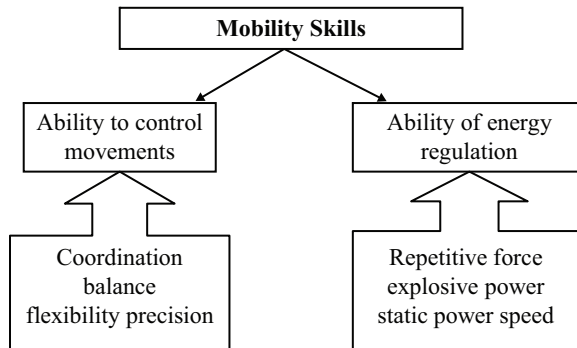 Mobility Skills
Ability to control
movements
Ability of energy
regulation
Coordination
balance
flexibility precision
Repetitive force
explosive power
static power speed